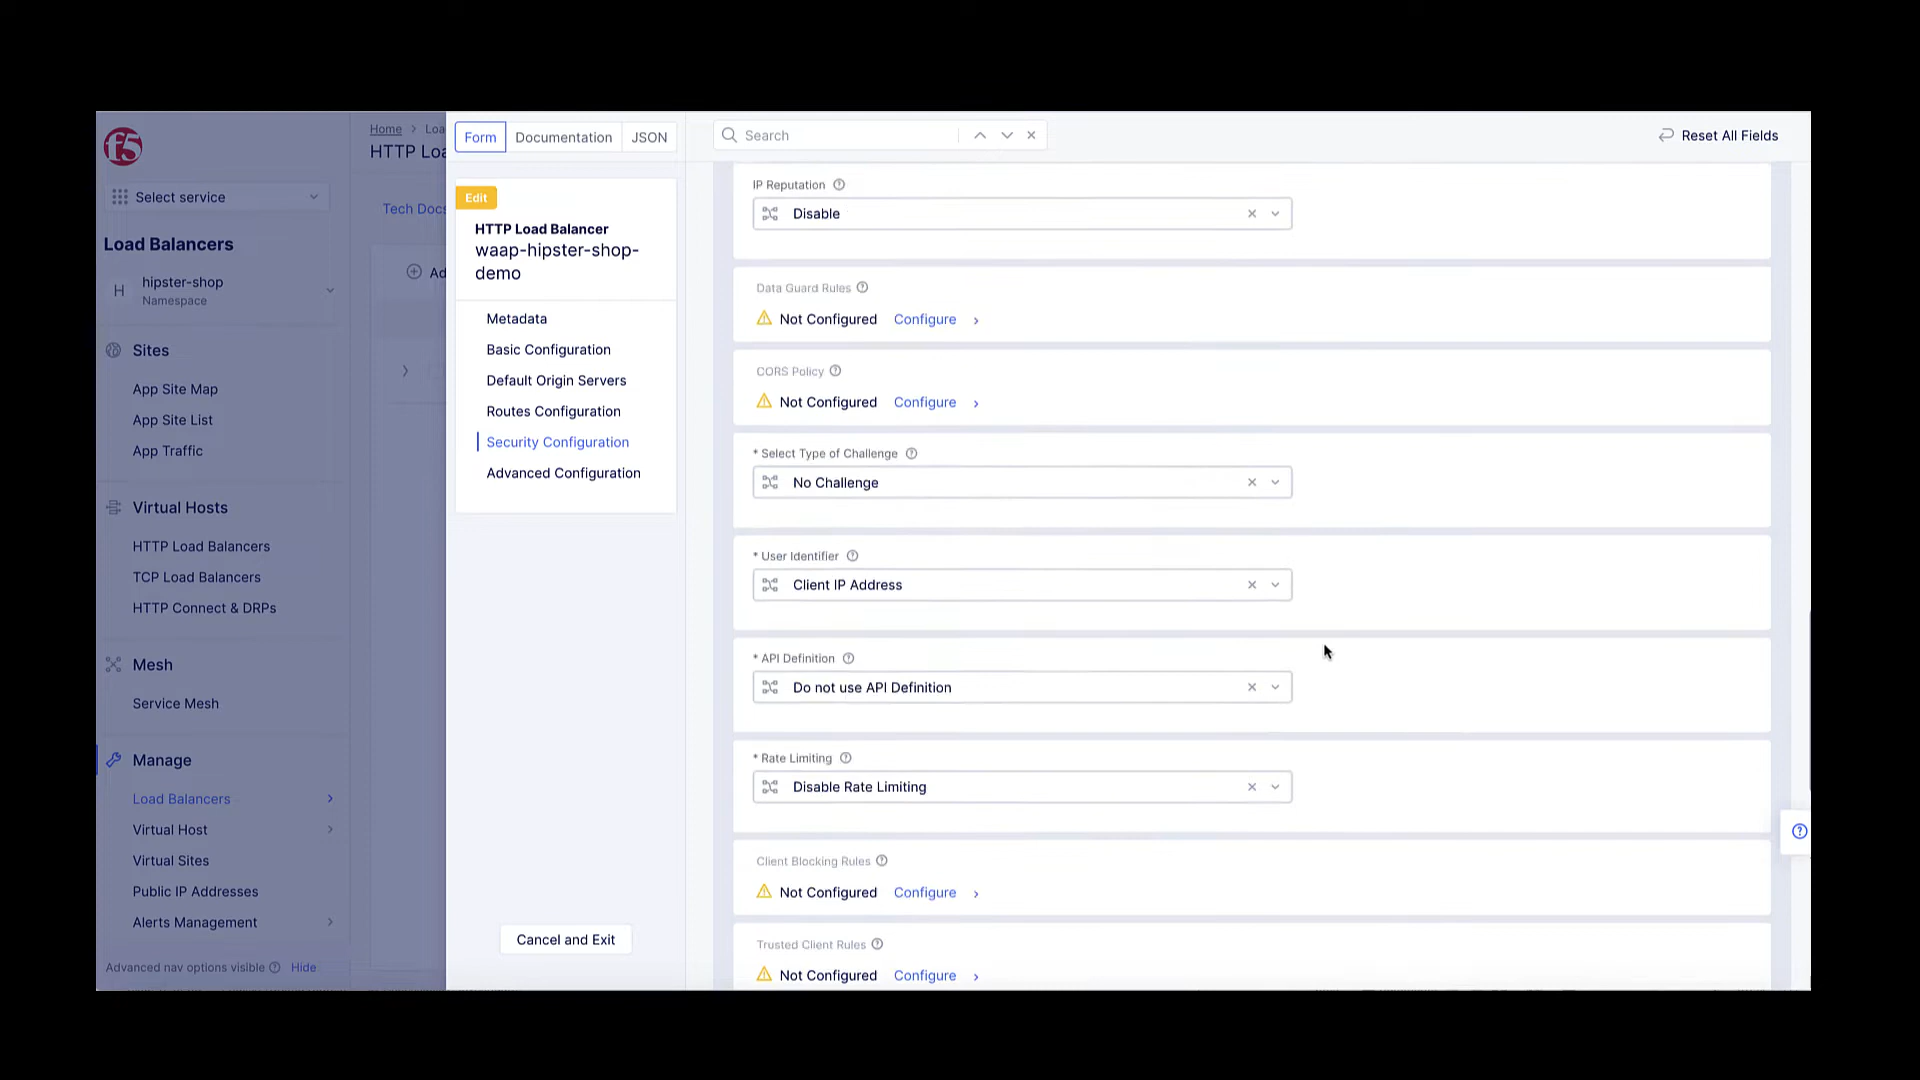 f5
Select service
Load Balancers
H
hipster-shop
Namespace
Sites
App Site Map
App Site List
App Traffic
Virtual Hosts
HTTP Load Balancers
TCP Load Balancers
HTTP Connect & DRPs
Mesh
Service Mesh
Manage
Load Balancers
Virtual Host
Virtual Sites
Public IP Addresses
Alerts Management
Advanced nav options visible
Hide
Home > Loa
HTTP Loa
Tech Docs
Ad
Form
Documentation
JSON
Edit
HTTP Load Balancer
waap-hipster-shop-
demo
Metadata
Basic Configuration
Default Origin Servers
Routes Configuration
Security Configuration
Advanced Configuration
Cancel and Exit
Search
Reset All Fields
IP Reputation
Disable
Data Guard Rules
Not Configured Configure
CORS Policy
Not Configured Configure
* Select Type of Challenge
No Challenge
* User Identifier
Client IP Address
* API Definition
Do not use API Definition
* Rate Limiting
Disable Rate Limiting
Client Blocking Rules
Not Configured Configure
Trusted Client Rules
Not Configured Configure